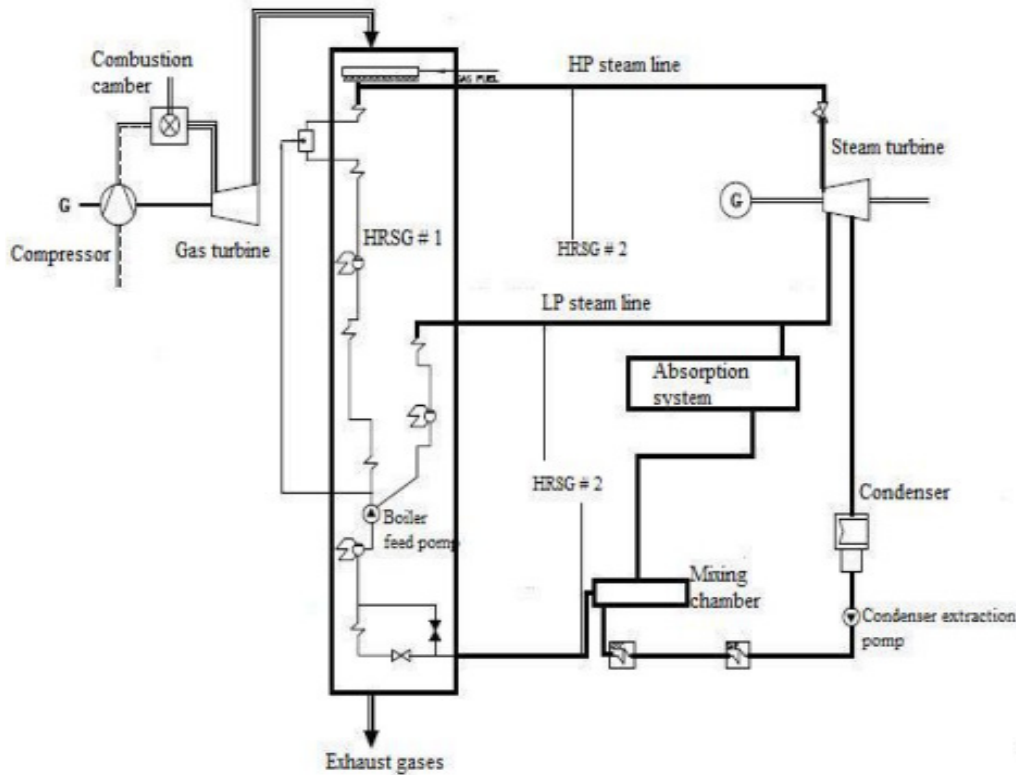 Combustion
camber
G
Compressor
Gas turbine
GAS FUEL
HRSG # 1
Boiler
feed pomp
Exhaust gases
HP steam line
HRSG # 2
Steam turbine
G
LP steam line
Absorption
system
HRSG # 2
Condenser
Mixing
chamber
Condenser extraction
pomp